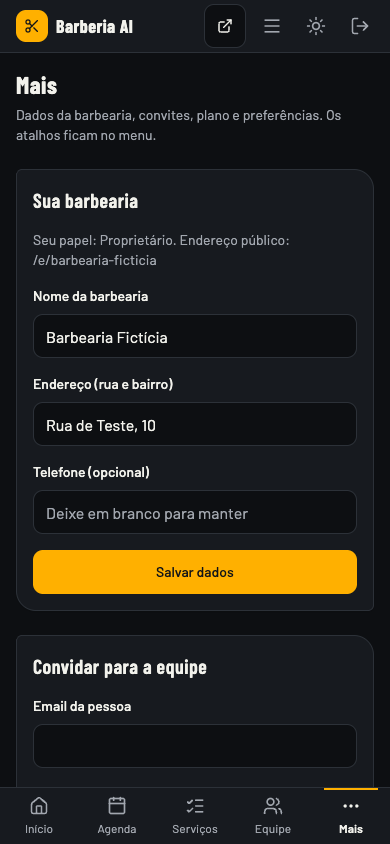 Barberia AI
Mais
Dados da barbearia, convites, plano e preferências. Os
atalhos ficam no menu.
Sua barbearia
Seu papel: Proprietário. Endereço público:
/e/barbearia-ficticia
Nome da barbearia
Barbearia Fictícia
Endereço (rua e bairro)
Rua de Teste, 10
Telefone (opcional)
Deixe em branco para manter
Salvar dados
Convidar para a equipe
Email da pessoa
Início
Agenda
Serviços
Equipe
Mais